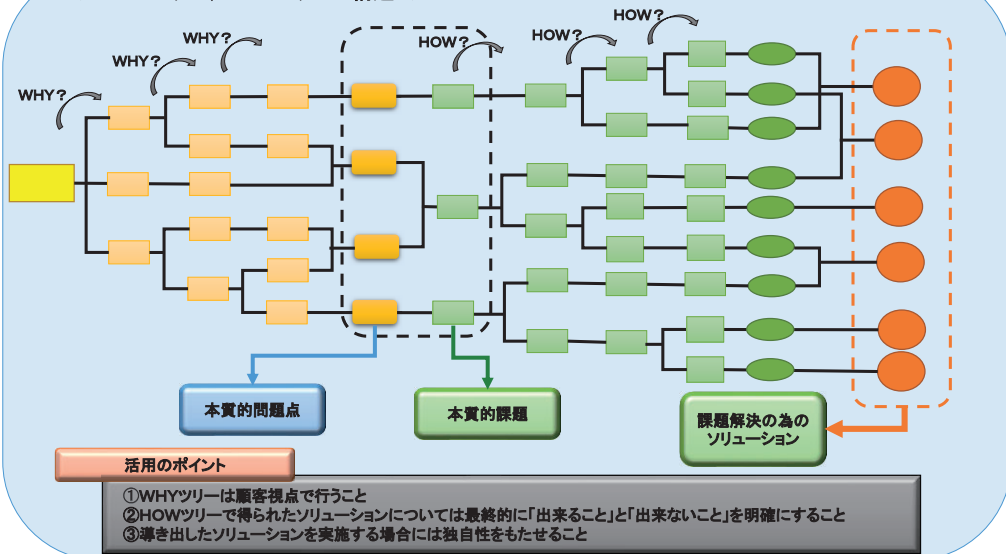 WHY?
WHY?
WHY?
HOW?
HOW?
HOW?
本質的問題点
本質的課題
課題解決の為の
ソリューション
活用のポイント
①WHYツリーは顧客視点で行うこと
②HOWツリーで得られたソリューションについては最終的に「出来ること」と「出来ないこと」を明確にすること
③導き出したソリューションを実施する場合には独自性をもたせること